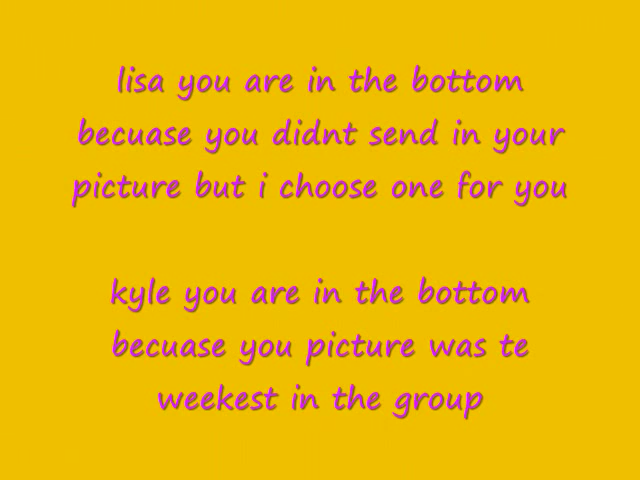 lisa you are in the bottom
becuase you didnt send in your
picture but i choose one for you
kyle you are in the bottom
becuase you picture was te
weekest in the group